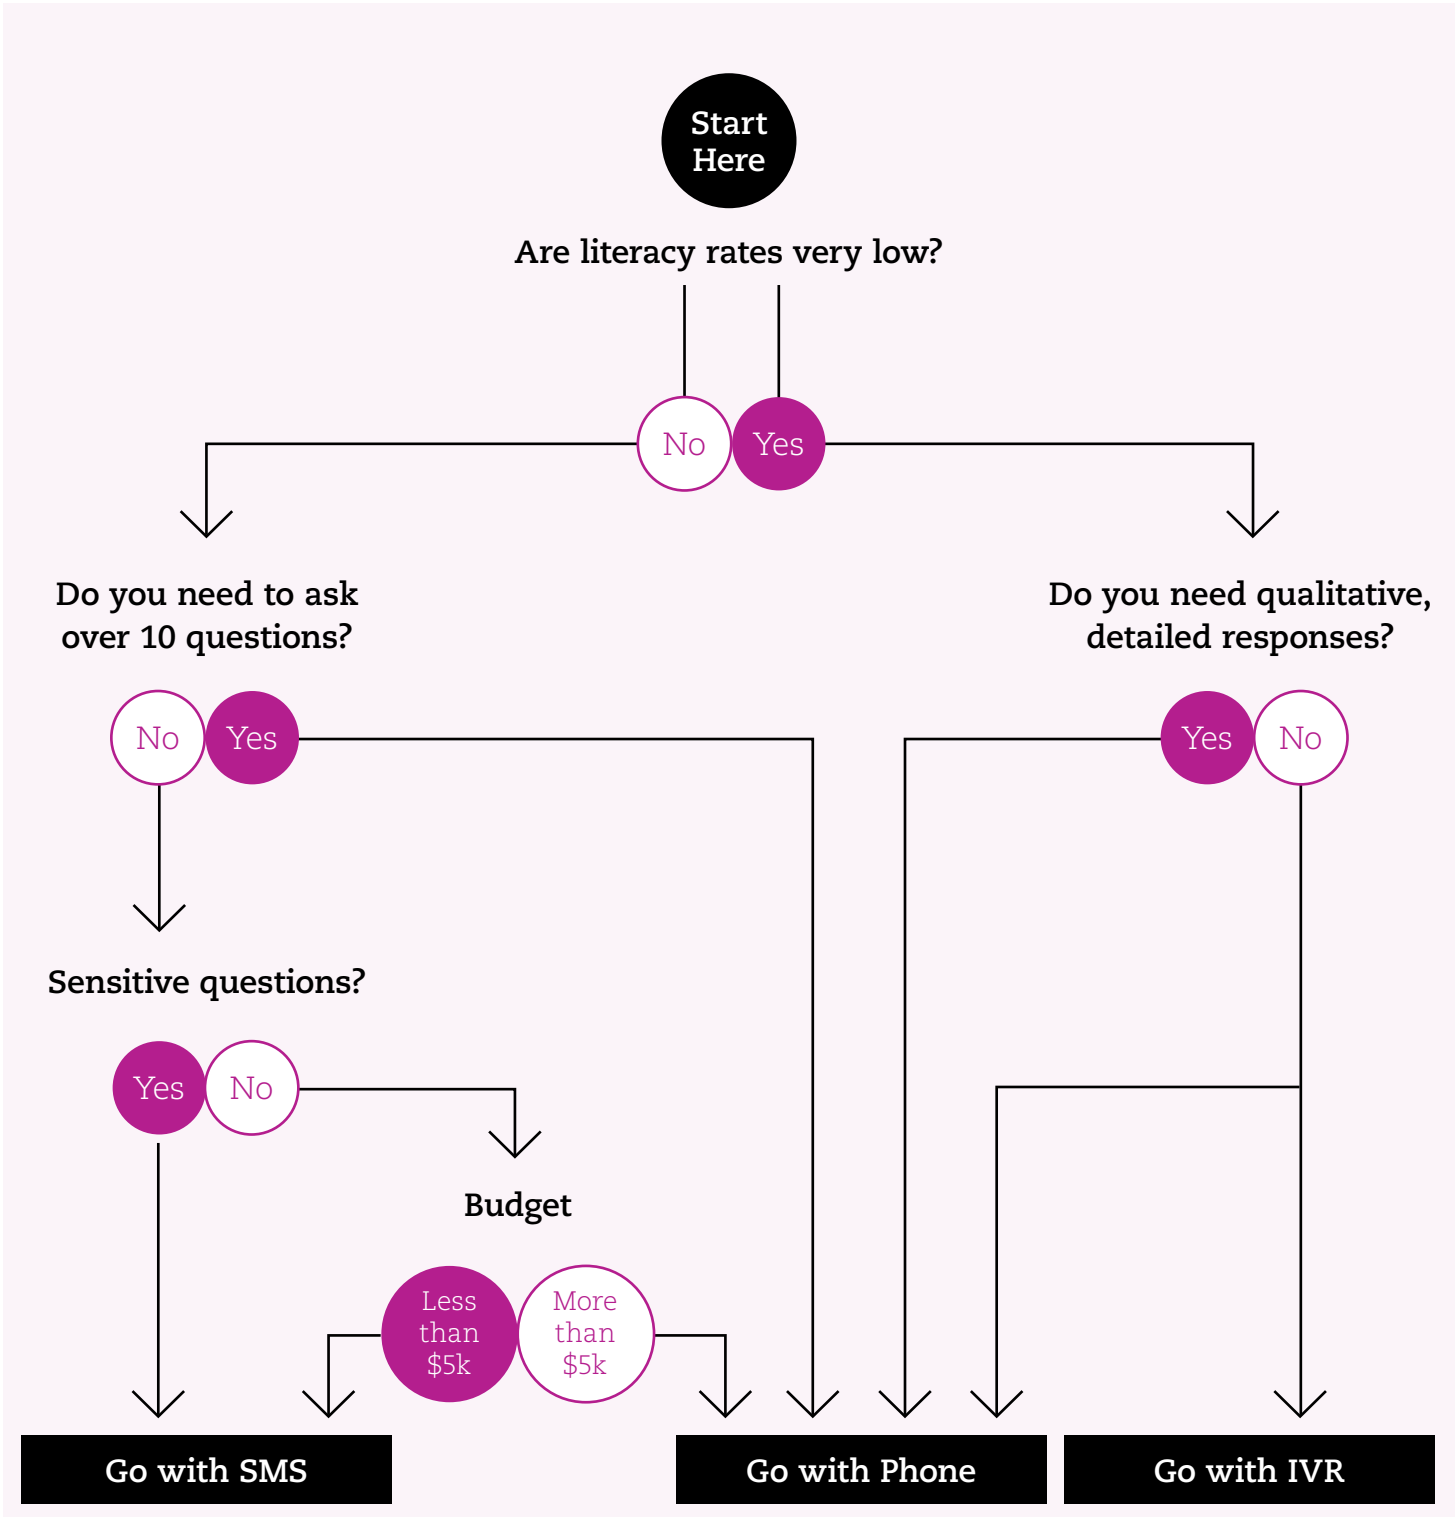 Start
Here
Are literacy rates very low?
No
Yes
Do you need to ask
over 10 questions?
Do you need qualitative,
detailed responses?
No
Yes
Yes
No
Sensitive questions?
Yes
No
Budget
Less
than
$5k
More
than
$5k
Go with SMS
Go with Phone
Go with IVR